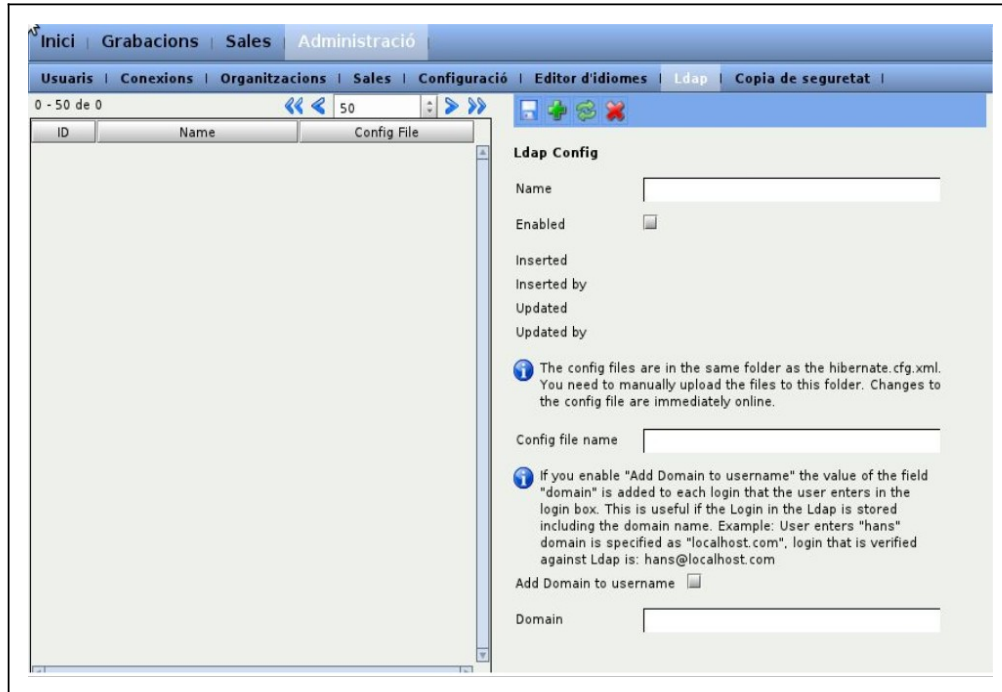 Inici | Grabacions | Sales | Administració |
Usuaris | Conexions | Organitzacions | Sales | Configuració | Editor d'idiomes | Ldap | Copia de seguretat |
0 - 50 de 0
50
ID Name Config File
Ldap Config
Name
Enabled
Inserted
Inserted by
Updated
Updated by
The config files are in the same folder as the hibernate.cfg.xml.
You need to manually upload the files to this folder. Changes to
the config file are immediately online.
Config file name
If you enable "Add Domain to username" the value of the field
"domain" is added to each login that the user enters in the
login box. This is useful if the Login in the Ldap is stored
including the domain name. Example: User enters "hans"
domain is specified as "localhost.com", login that is verified
against Ldap is: hans@localhost.com
Add Domain to username
Domain